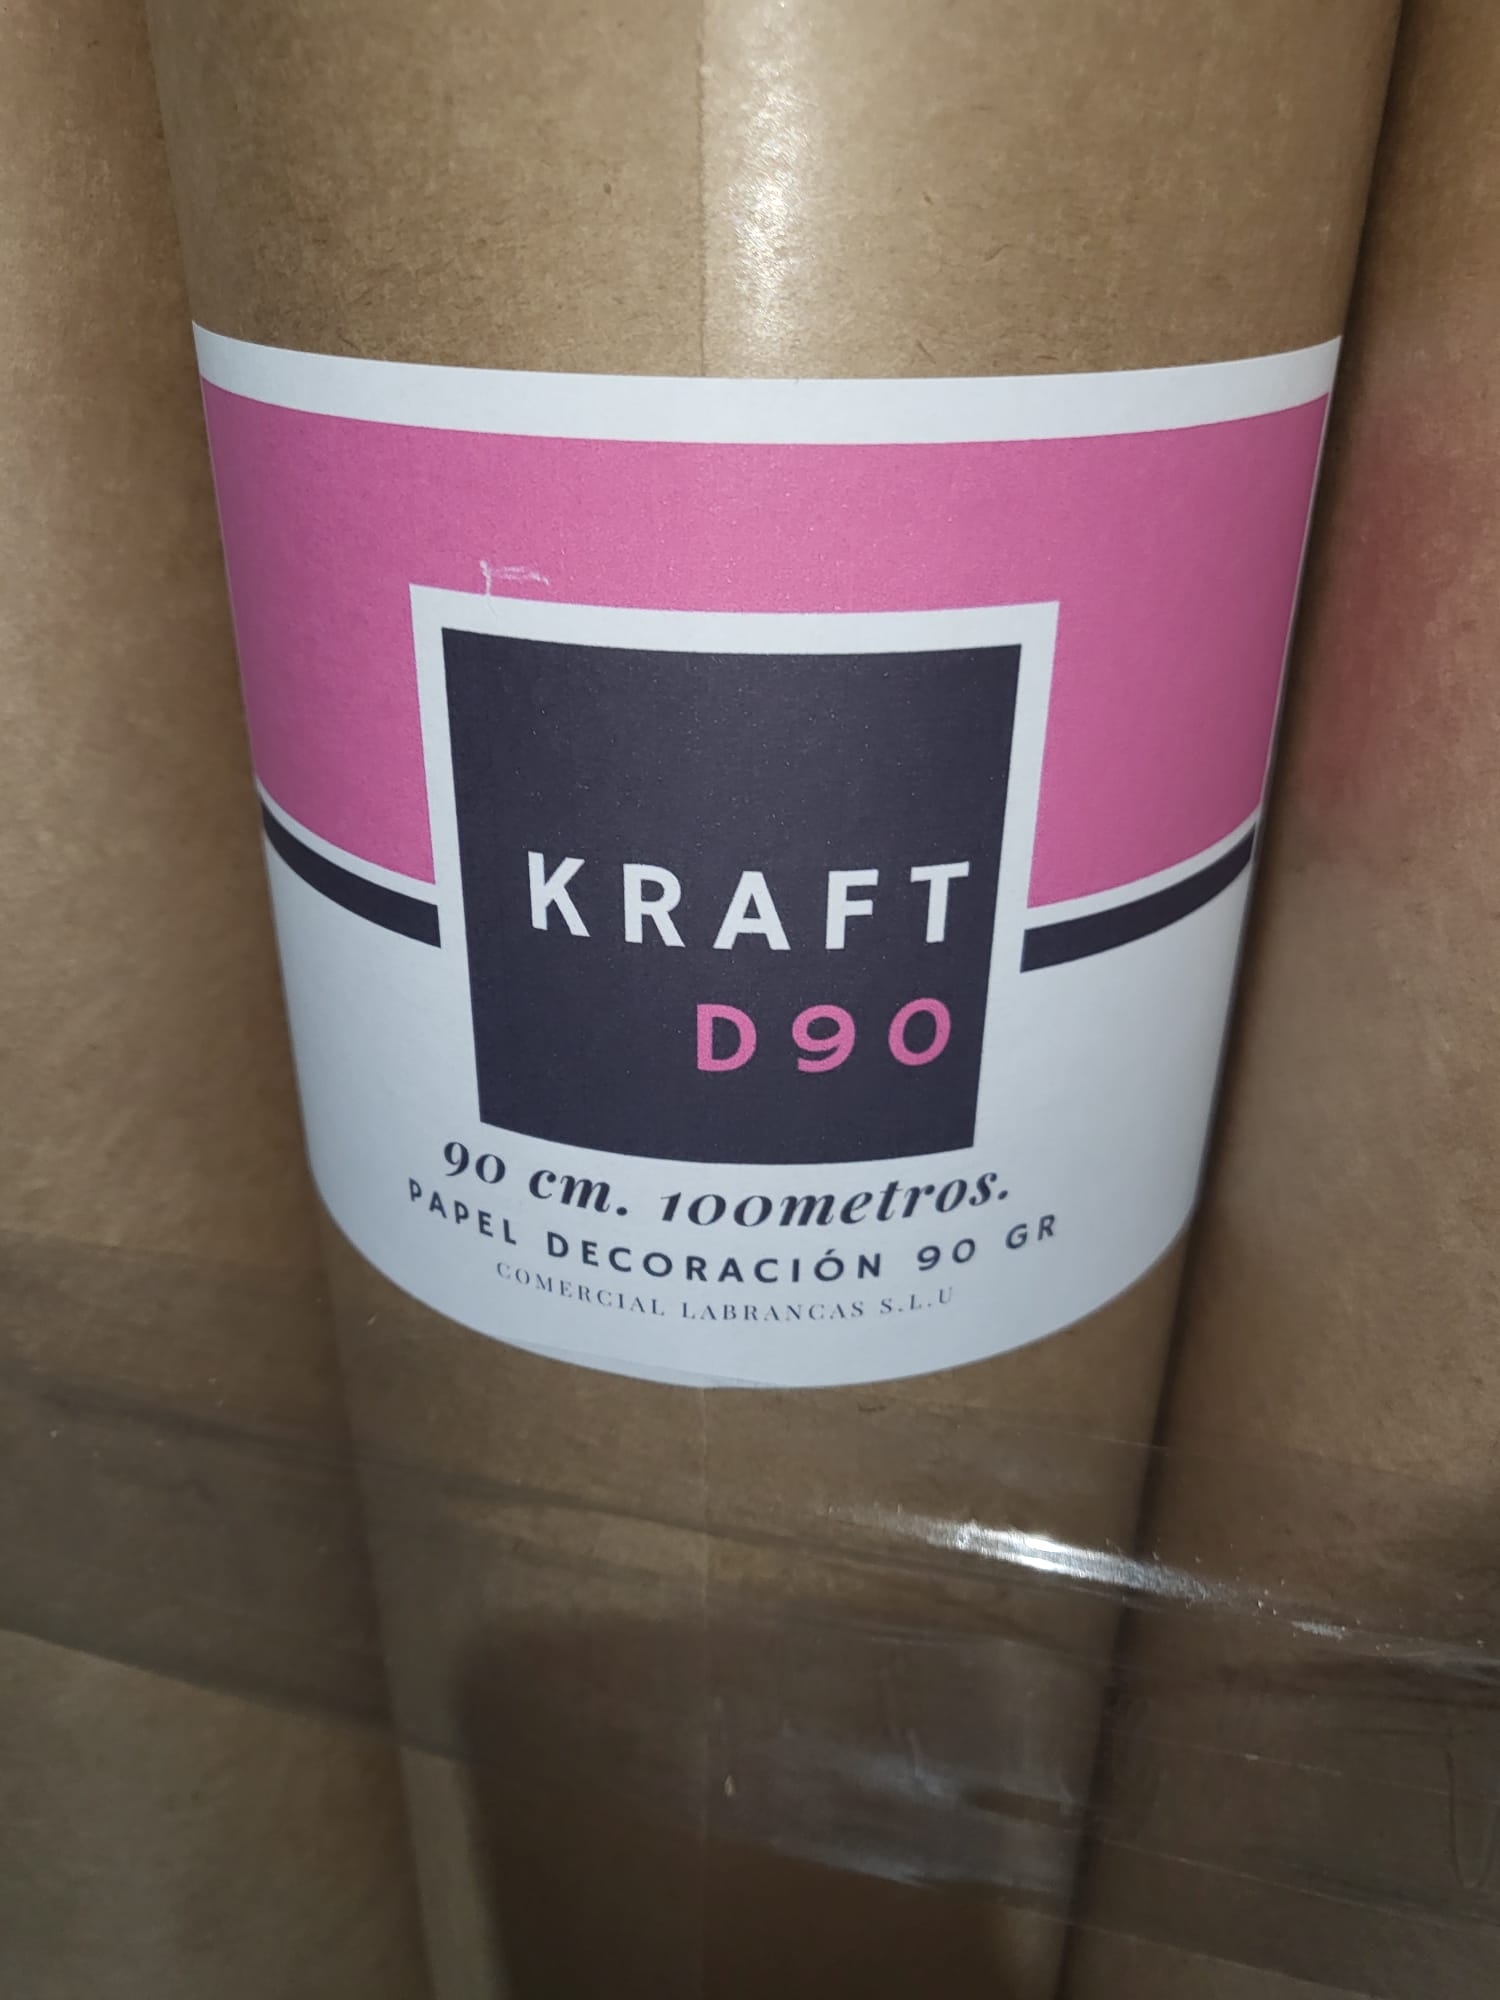 KRAFT
D90
90 cm. 100metros.
PAPEL DECORACIÓN 90 GR
COMERCIAL LABRANCAS S.L.U